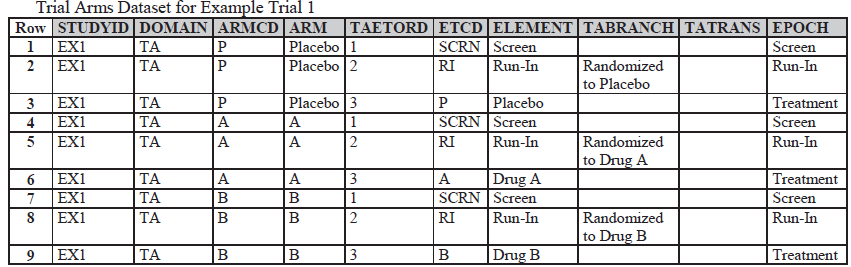 Trial Arms Dataset for Example Trial 1
Row STUDYID DOMAIN ARMCD ARM TAETORD ETCD ELEMENT TABRANCH TATRANS EPOCH
1 EX1 TA P Placebo 1 SCRN Screen Screen
2 EX1 TA P Placebo 2 RI Run-In Randomized Run-In
to Placebo
3 EX1 TA P Placebo 3 P Placebo Treatment
4 EX1 TA A A 1 SCRN Screen Screen
5 EX1 TA A A 2 RI Run-In Randomized Run-In
to Drug A
6 EX1 TA A A 3 A Drug A Treatment
7 EX1 TA B B 1 SCRN Screen Screen
8 EX1 TA B B 2 RI Run-In Randomized Run-In
to Drug B
9 EX1 TA B B 3 B Drug B Treatment